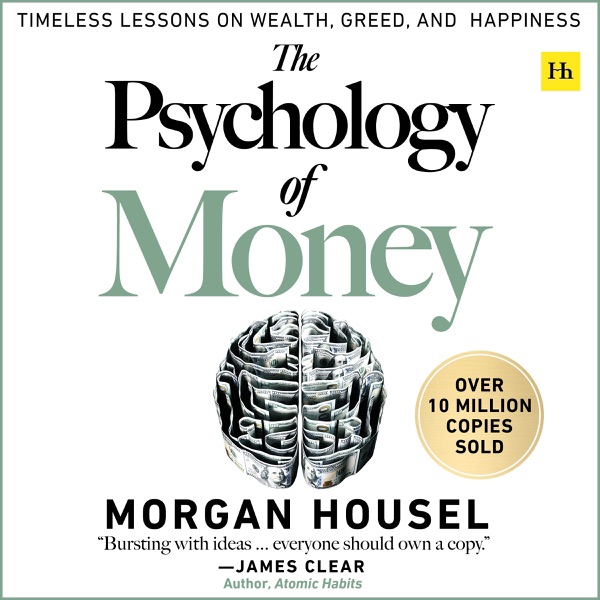 TIMELESS LESSONS ON WEALTH, GREED, AND HAPPINESS
The
Hh
Psychology
of
Money
OVER
10 MILLION
COPIES
SOLD
MORGAN HOUSEL
“Bursting with ideas ... everyone should own a copy.”
—JAMES CLEAR
Author, Atomic Habits